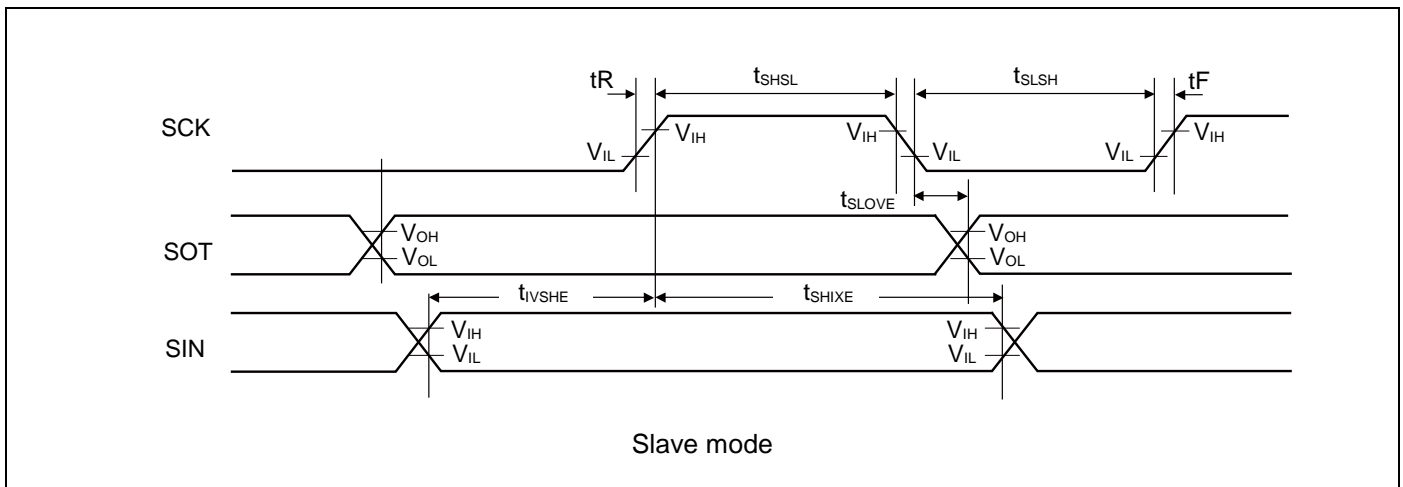 tR tSHSL tSLSH tF
SCK VIH VIH VIH
VIL VIL VIL
tSLOVE
SOT VOH VOH
VOL VOL
tIVSHE tSHIXE
SIN VIH VIH
VIL VIL
Slave mode